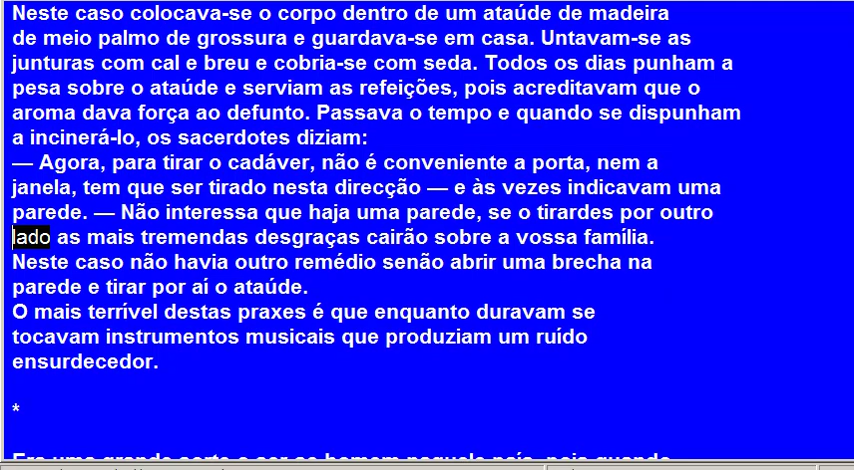 Neste caso colocava-se o corpo dentro de um ataúde de madeira
de meio palmo de grossura e guardava-se em casa. Untavam-se as
junturas com cal e breu e cobria-se com seda. Todos os dias punham a
pesa sobre o ataúde e serviam as refeições, pois acreditavam que o
aroma dava força ao defunto. Passava o tempo e quando se dispunham
a incinerá-lo, os sacerdotes diziam:
— Agora, para tirar o cadáver, não é conveniente a porta, nem a
janela, tem que ser tirado nesta direcção — e às vezes indicavam uma
parede. — Não interessa que haja uma parede, se o tirardes por outro
lado as mais tremendas desgraças cairão sobre a vossa família.
Neste caso não havia outro remédio senão abrir uma brecha na
parede e tirar por aí o ataúde.
O mais terrível destas praxes é que enquanto duravam se
tocavam instrumentos musicais que produziam um ruído
ensurdecedor.
*